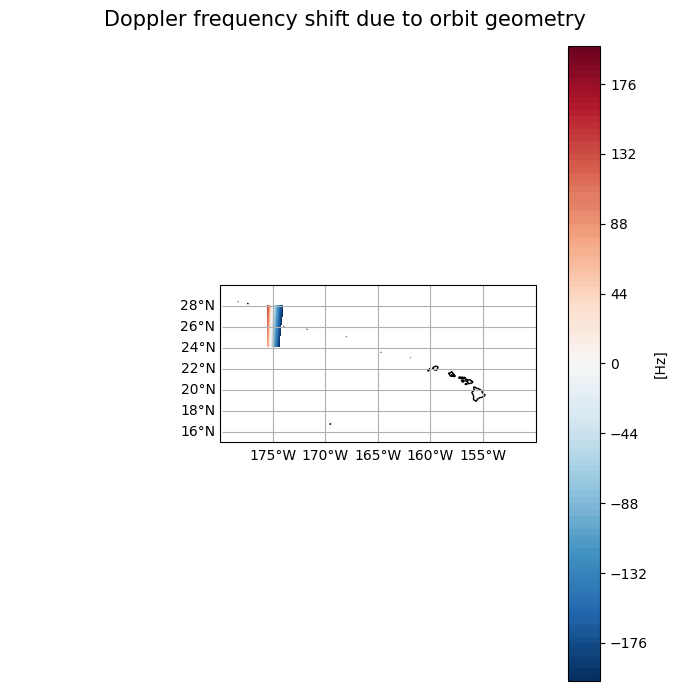 Doppler frequency shift due to orbit geometry
28°N
26°N
24°N
22°N
20°N
18°N
16°N
175°W 170°W 165°W 160°W 155°W
176
132
88
44
0
−44
−88
−132
−176
[Hz]